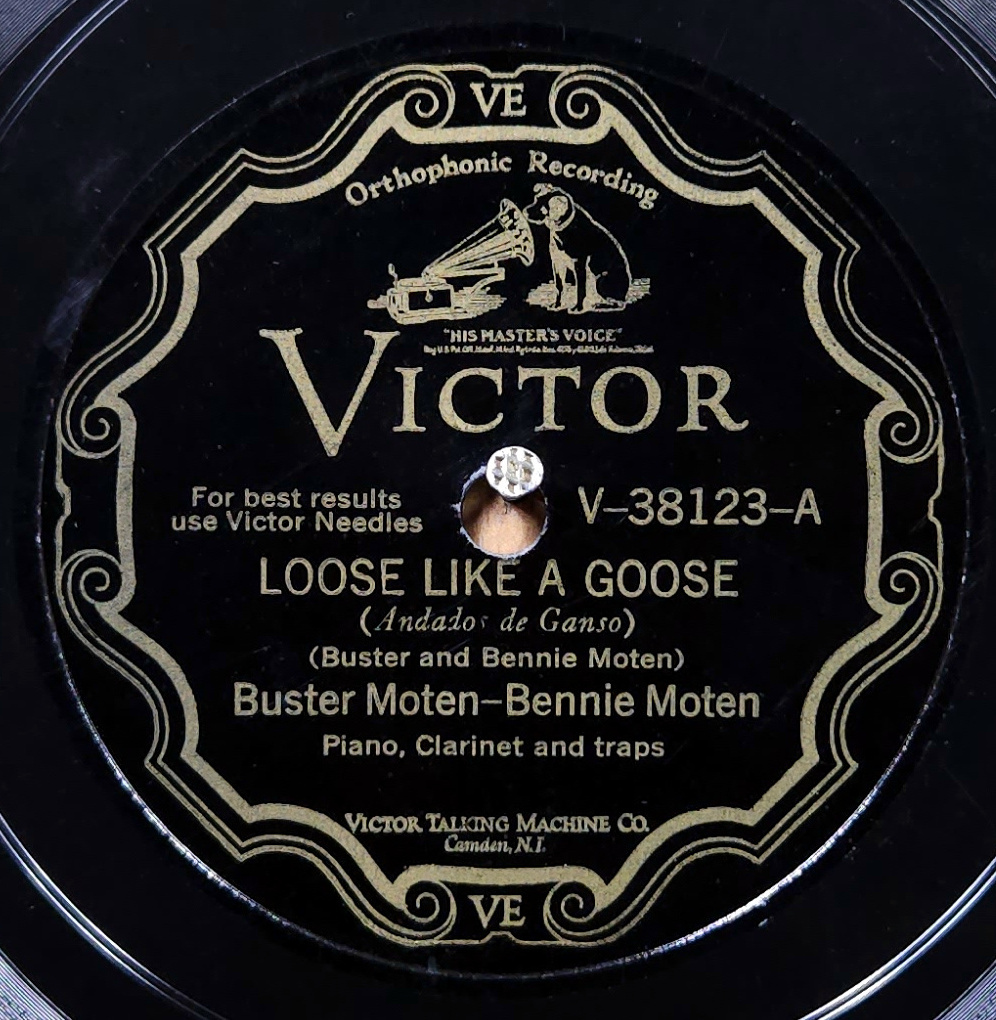 VE
Orthophonic Recording
"HIS MASTER'S VOICE"
VICTOR
For best results
use Victor Needles
V-38123-A
LOOSE LIKE A GOOSE
(Andados de Ganso)
(Buster and Bennie Moten)
Buster Moten-Bennie Moten
Piano, Clarinet and traps
VICTOR TALKING MACHINE CO.
Camden, N.J.
VE